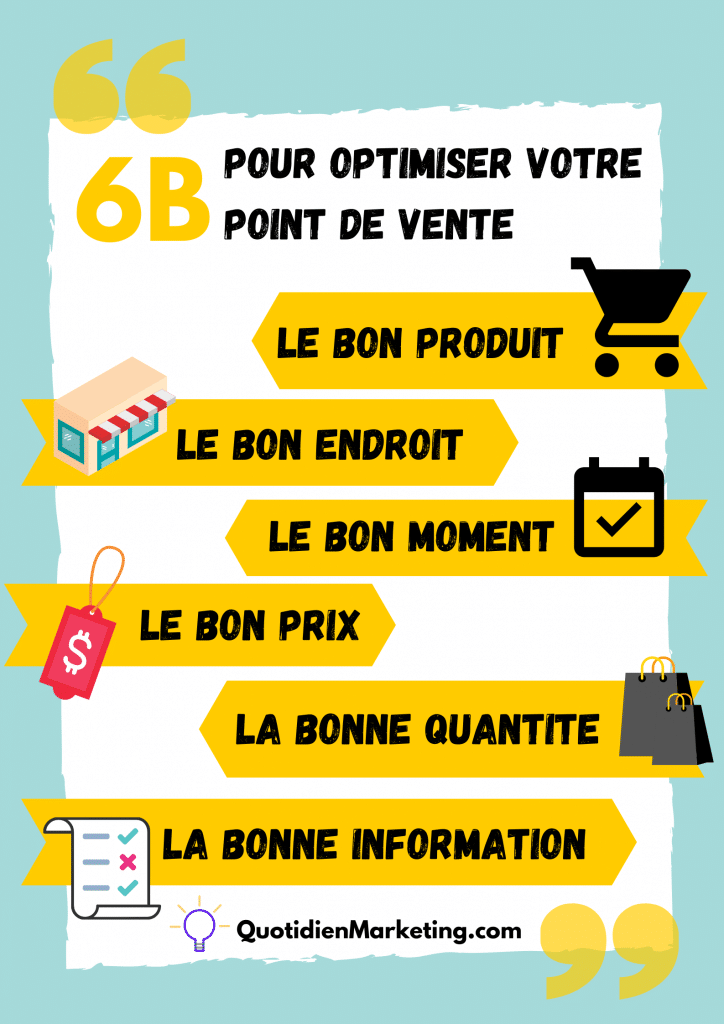 6B POUR OPTIMISER VOTRE
POINT DE VENTE
LE BON PRODUIT
LE BON ENDROIT
LE BON MOMENT
LE BON PRIX
$
LA BONNE QUANTITE
LA BONNE INFORMATION
QuotidienMarketing.com